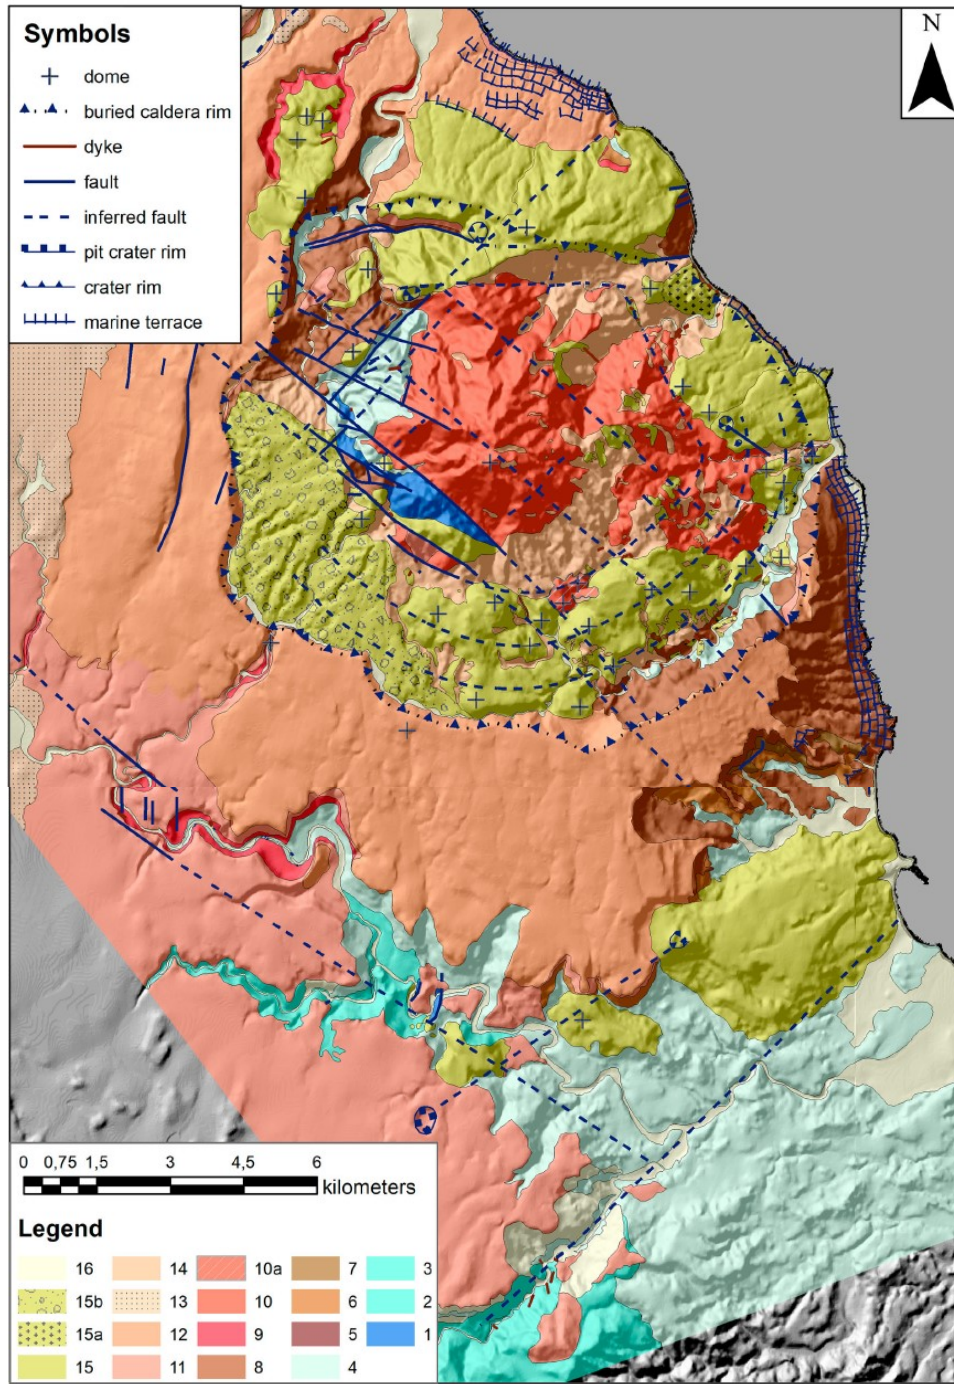 Symbols
dome
buried caldera rim
dyke
fault
inferred fault
pit crater rim
crater rim
marine terrace
N
0 0,75 1,5 3 4,5 6
kilometers
Legend
16 14 10a 7 3
15b 13 10 6 2
15a 12 9 5 1
15 11 8 4